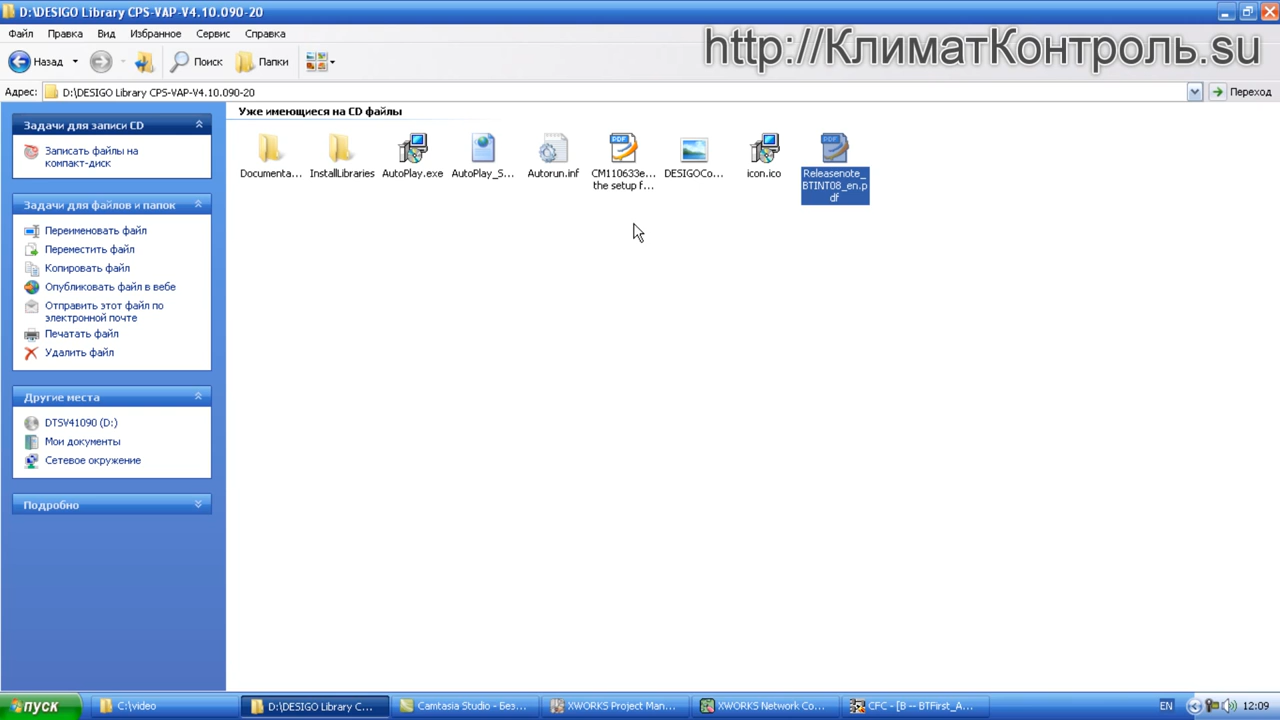 D:\DESIGO Library CPS-VAP-V4.10.090-20
Файл Правка Вид Избранное Сервис Справка
http://КлиматКонтроль.su
Назад Поиск Папки
Адрес: D:\DESIGO Library CPS-VAP-V4.10.090-20 Переход
Уже имеющиеся на CD файлы
Задачи для записи CD
Записать файлы на
компакт-диск
Documenta... InstallLibraries AutoPlay.exe AutoPlay_S... Autorun.inf CM110633e... DESIGOCo... icon.ico Releasenote_
the setup f... BTINT08_en.p
df
Задачи для файлов и папок
Переименовать файл
Переместить файл
Копировать файл
Опубликовать файл в вебе
Отправить этот файл по
электронной почте
Печатать файл
Удалить файл
Другие места
DTSV41090 (D:)
Мои документы
Сетевое окружение
Подробно
пуск C:\video D:\DESIGO Library C... Camtasia Studio - Без... XWORKS Project Man... XWORKS Network Co... CFC - [B -- BTFirst_A... EN 12:09